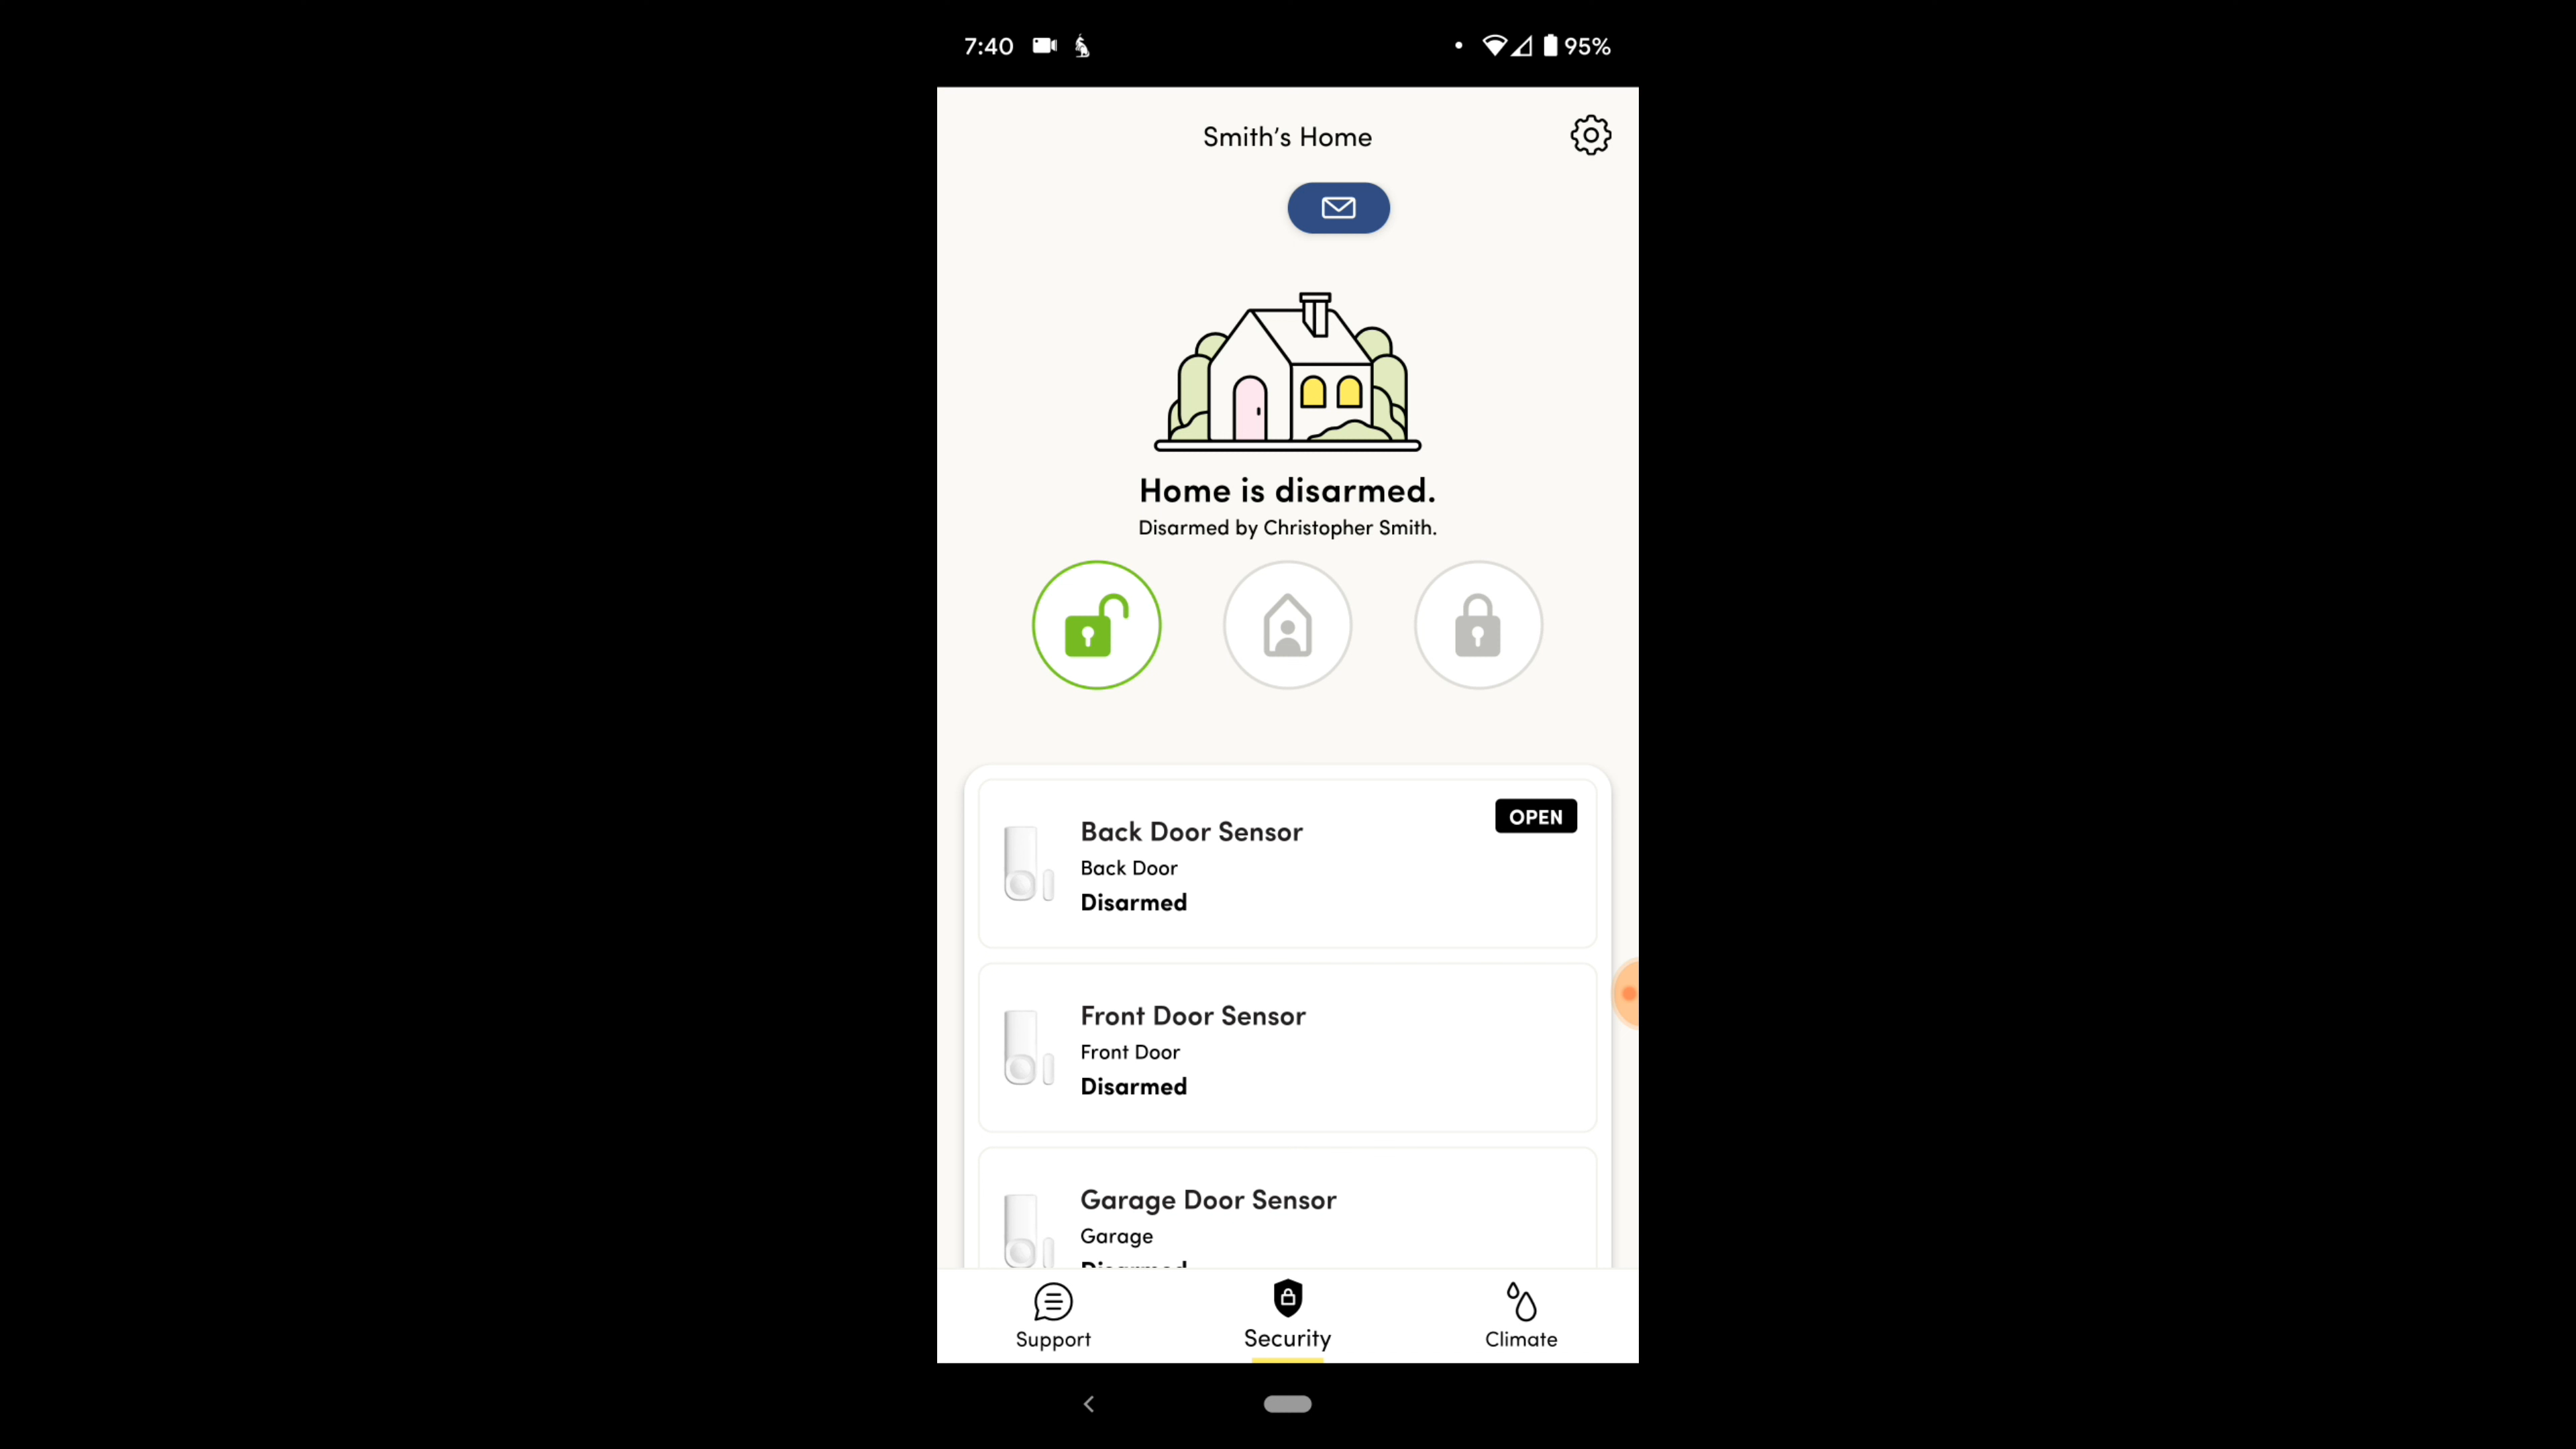 7:40
95%
Smith's Home
Home is disarmed.
Disarmed by Christopher Smith.
OPEN
Back Door Sensor
Back Door
Disarmed
Front Door Sensor
Front Door
Disarmed
Garage Door Sensor
Garage
Disarmed
Support
Security
Climate